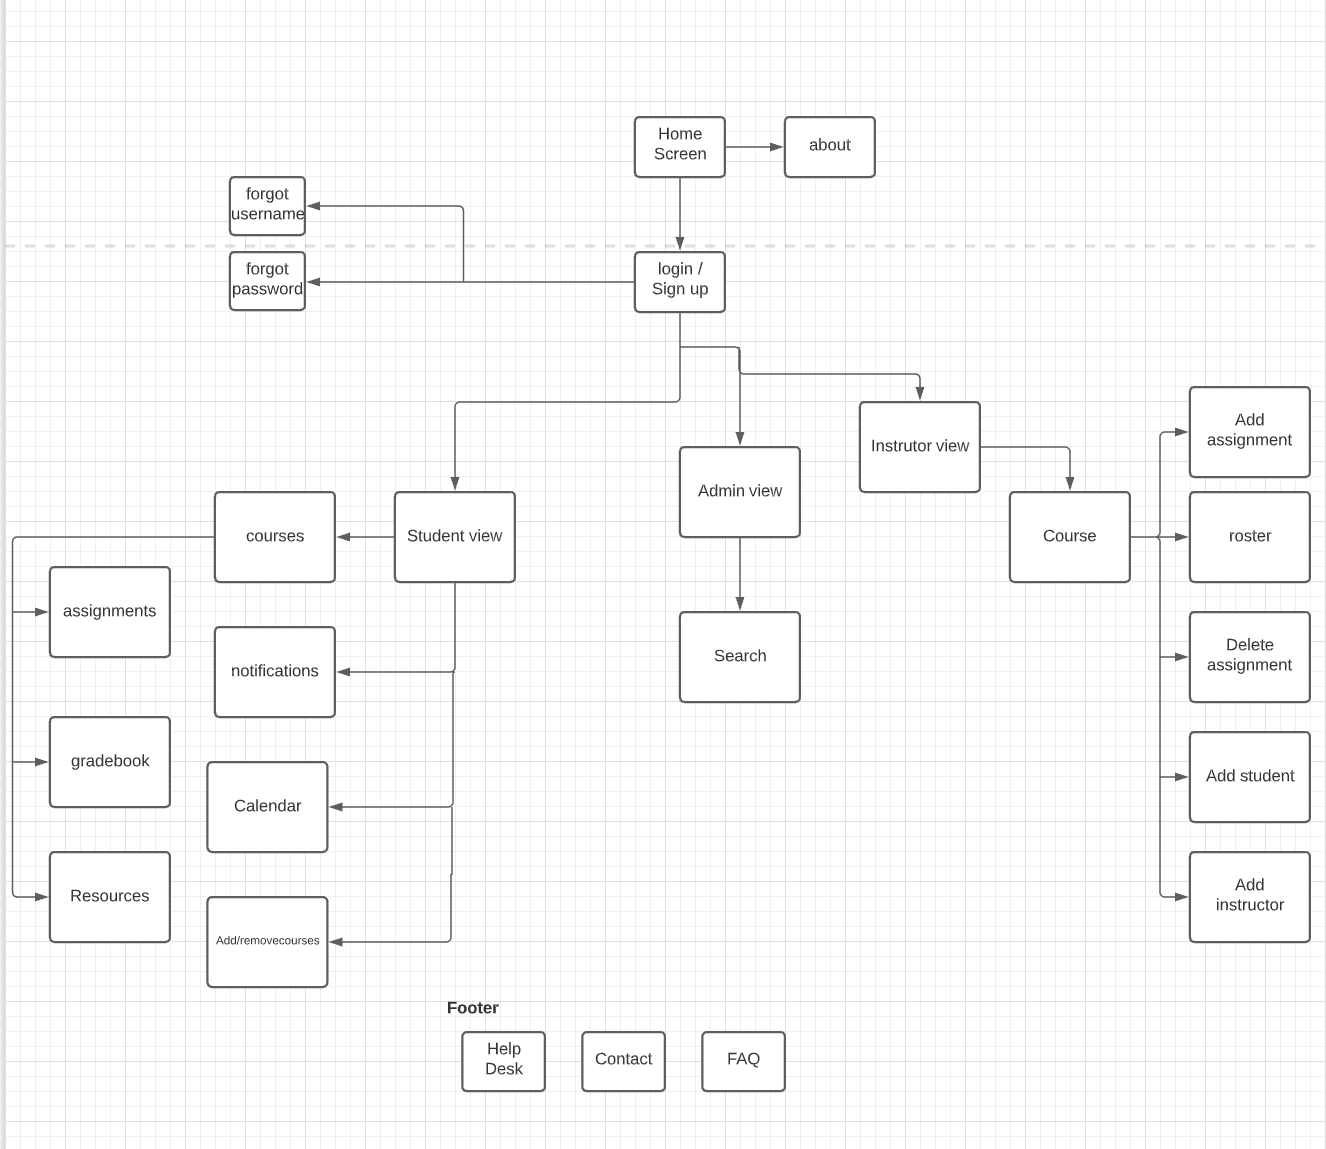 Home
Screen
about
forgot
username
forgot
password
login /
Sign up
Instrutor view
Add
assignment
Admin view
courses
Student view
Course
roster
assignments
notifications
Search
Delete
assignment
gradebook
Calendar
Add student
Resources
Add/removecourses
Add
instructor
Footer
Help
Desk
Contact
FAQ